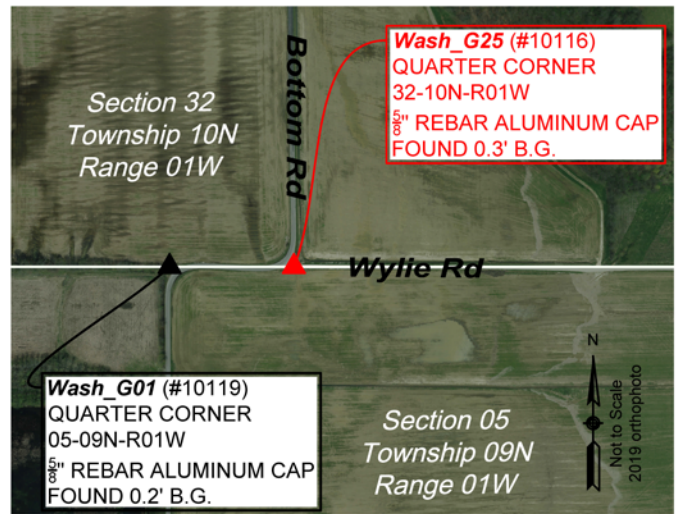 Bottom Rd
Wash_G25 (#10116)
QUARTER CORNER
32-10N-R01W
⅝" REBAR ALUMINUM CAP
FOUND 0.3' B.G.
Section 32
Township 10N
Range 01W
Wylie Rd
Wash_G01 (#10119)
QUARTER CORNER
05-09N-R01W
⅝" REBAR ALUMINUM CAP
FOUND 0.2' B.G.
Section 05
Township 09N
Range 01W
N
Not to Scale
2019 orthophoto